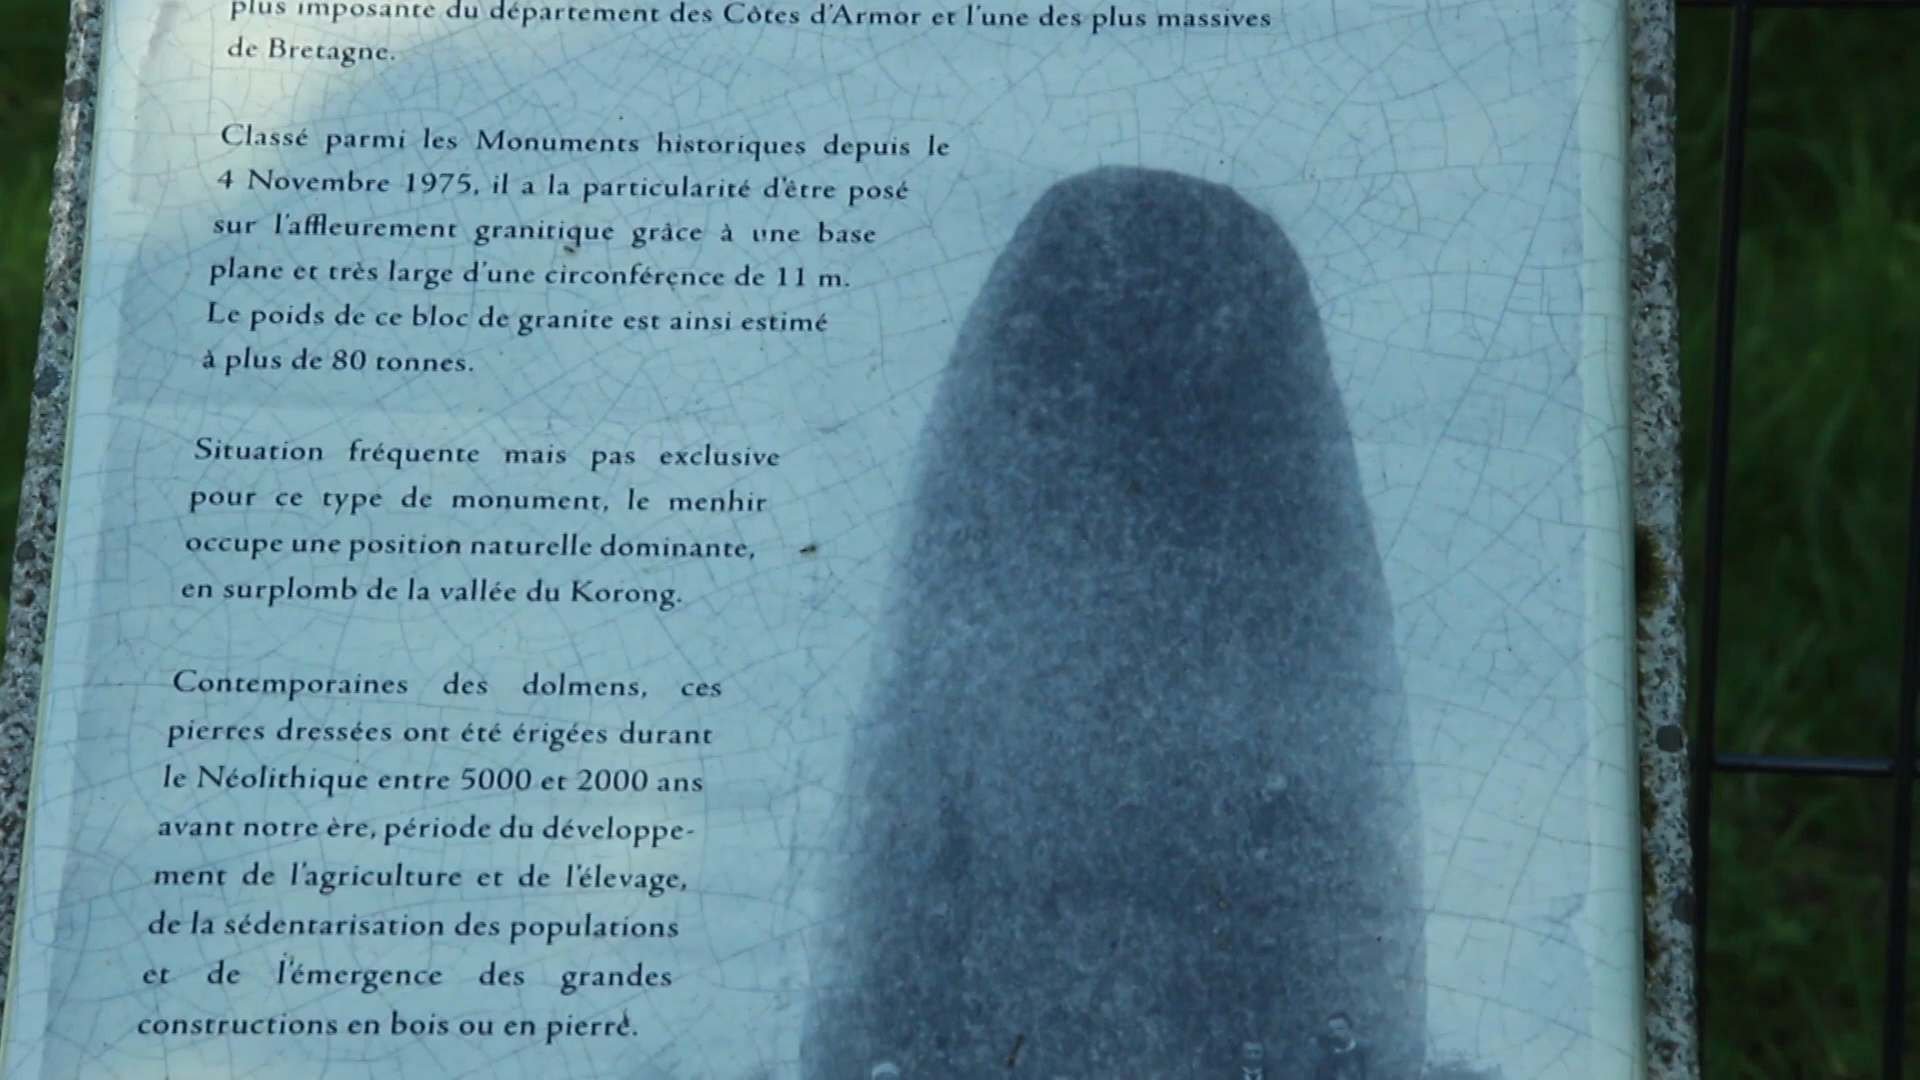 plus imposante du département des Côtes d'Armor et l'une des plus massives
de Bretagne.
Classé parmi les Monuments historiques depuis le
4 Novembre 1975, il a la particularité d'être posé
sur l'affleurement granitique grâce à une base
plane et très large d'une circonférence de 11 m.
Le poids de ce bloc de granite est ainsi estimé
à plus de 80 tonnes.
Situation fréquente mais pas exclusive
pour ce type de monument, le menhir
occupe une position naturelle dominante,
en surplomb de la vallée du Korong.
Contemporaines des dolmens, ces
pierres dressées ont été érigées durant
le Néolithique entre 5000 et 2000 ans
avant notre ère, période du développe-
ment de l'agriculture et de l'élevage,
de la sédentarisation des populations
et de l'émergence des grandes
constructions en bois ou en pierre.